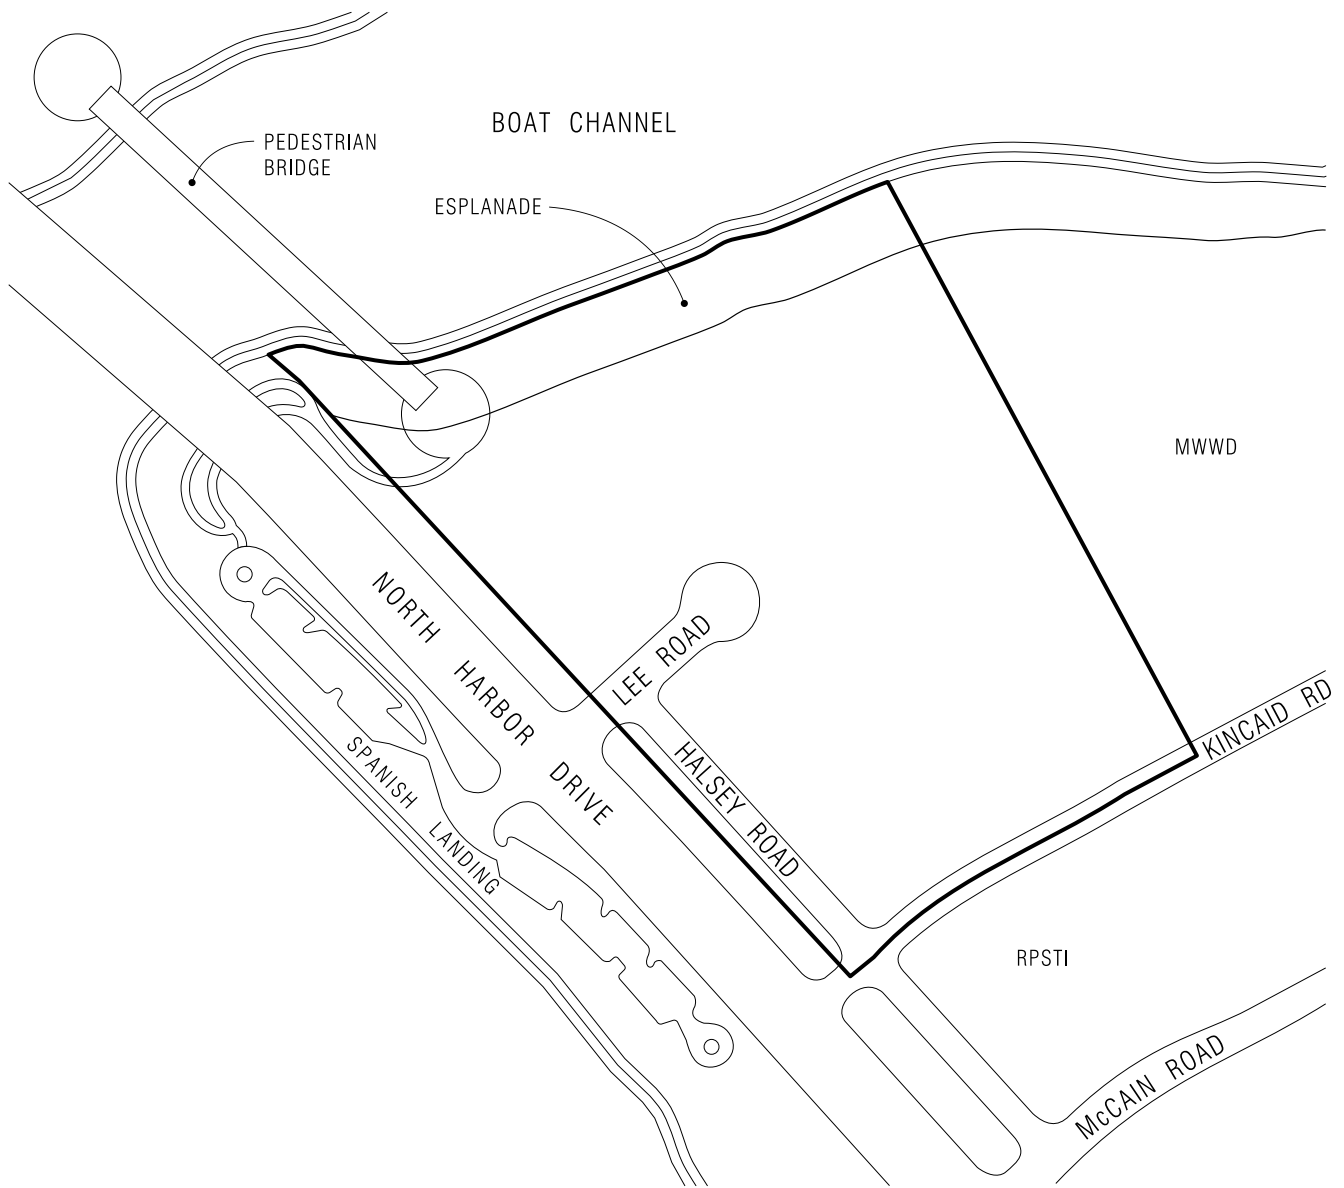 BOAT CHANNEL
PEDESTRIAN
BRIDGE
ESPLANADE
MWWD
NORTH HARBOR DRIVE
LEE ROAD
HALSEY ROAD
KINCAID RD
SPANISH LANDING
RPSTI
McCAIN ROAD